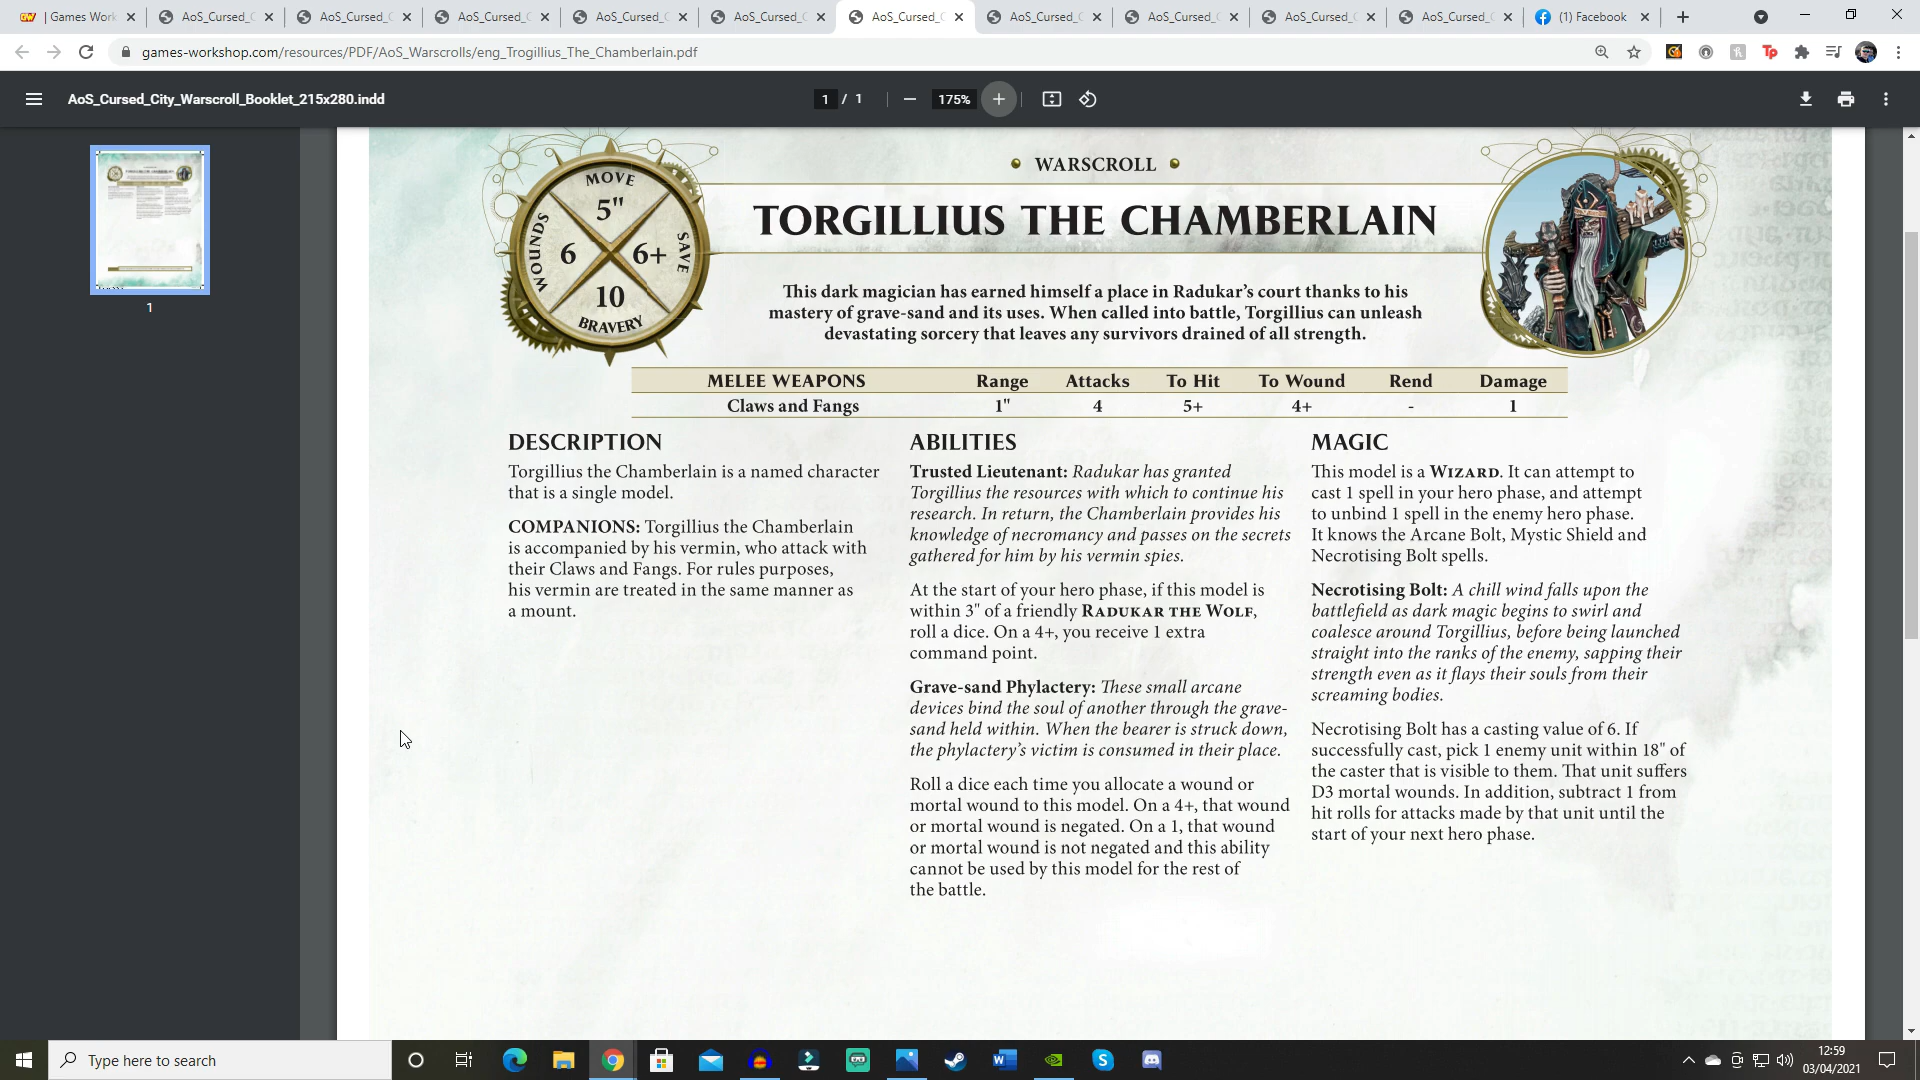 | Games Work
AoS_Cursed_C
AoS_Cursed_C
AoS_Cursed_C
AoS_Cursed_C
AoS_Cursed_C
AoS_Cursed_C
AoS_Cursed_C
AoS_Cursed_C
AoS_Cursed_C
AoS_Cursed_C
(1) Facebook
games-workshop.com/resources/PDF/AoS_Warscrolls/eng_Trogillius_The_Chamberlain.pdf
AoS_Cursed_City_Warscroll_Booklet_215x280.indd
1 / 1
175%
1
WARSCROLL
MOVE
5"
WOUNDS
6
6+
SAVE
10
BRAVERY
TORGILLIUS THE CHAMBERLAIN
This dark magician has earned himself a place in Radukar's court thanks to his
mastery of grave-sand and its uses. When called into battle, Torgillius can unleash
devastating sorcery that leaves any survivors drained of all strength.
MELEE WEAPONS Range Attacks To Hit To Wound Rend Damage
Claws and Fangs 1" 4 5+ 4+ - 1
DESCRIPTION
Torgillius the Chamberlain is a named character
that is a single model.
COMPANIONS: Torgillius the Chamberlain
is accompanied by his vermin, who attack with
their Claws and Fangs. For rules purposes,
his vermin are treated in the same manner as
a mount.
ABILITIES
Trusted Lieutenant: Radukar has granted
Torgillius the resources with which to continue his
research. In return, the Chamberlain provides his
knowledge of necromancy and passes on the secrets
gathered for him by his vermin spies.
At the start of your hero phase, if this model is
within 3" of a friendly RADUKAR THE WOLF,
roll a dice. On a 4+, you receive 1 extra
command point.
Grave-sand Phylactery: These small arcane
devices bind the soul of another through the grave-
sand held within. When the bearer is struck down,
the phylactery's victim is consumed in their place.
Roll a dice each time you allocate a wound or
mortal wound to this model. On a 4+, that wound
or mortal wound is negated. On a 1, that wound
or mortal wound is not negated and this ability
cannot be used by this model for the rest of
the battle.
MAGIC
This model is a WIZARD. It can attempt to
cast 1 spell in your hero phase, and attempt
to unbind 1 spell in the enemy hero phase.
It knows the Arcane Bolt, Mystic Shield and
Necrotising Bolt spells.
Necrotising Bolt: A chill wind falls upon the
battlefield as dark magic begins to swirl and
coalesce around Torgillius, before being launched
straight into the ranks of the enemy, sapping their
strength even as it flays their souls from their
screaming bodies.
Necrotising Bolt has a casting value of 6. If
successfully cast, pick 1 enemy unit within 18" of
the caster that is visible to them. That unit suffers
D3 mortal wounds. In addition, subtract 1 from
hit rolls for attacks made by that unit until the
start of your next hero phase.
Type here to search
12:59
03/04/2021